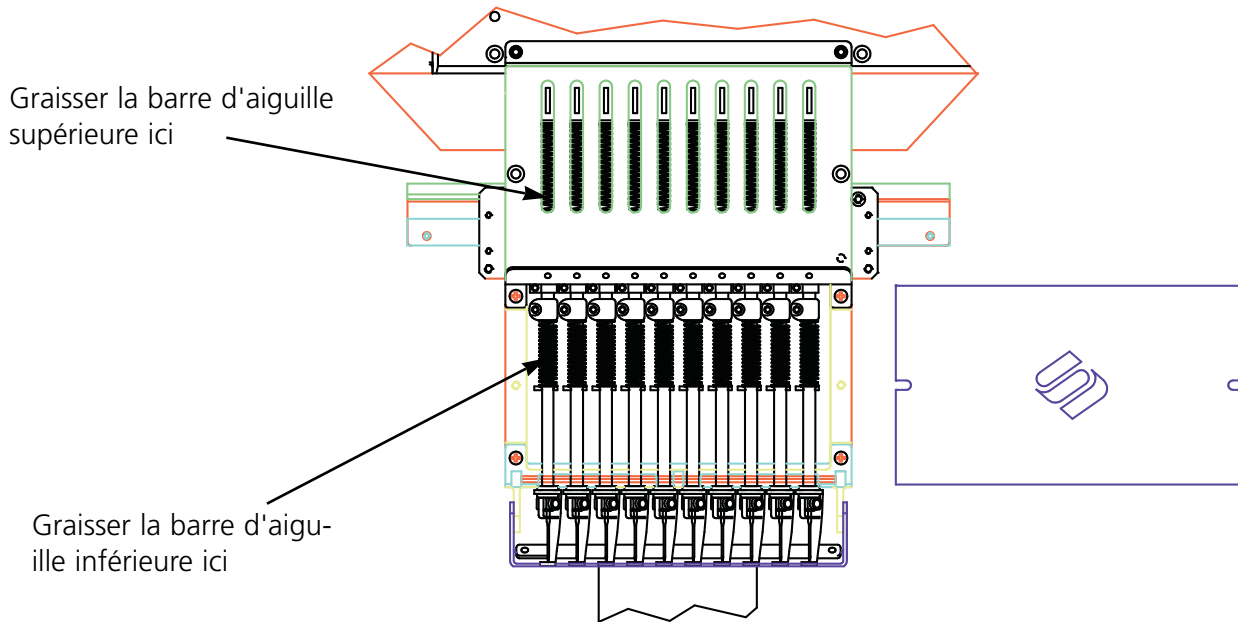 Graisser la barre d'aiguille
supérieure ici
Graisser la barre d'aigu-
ille inférieure ici